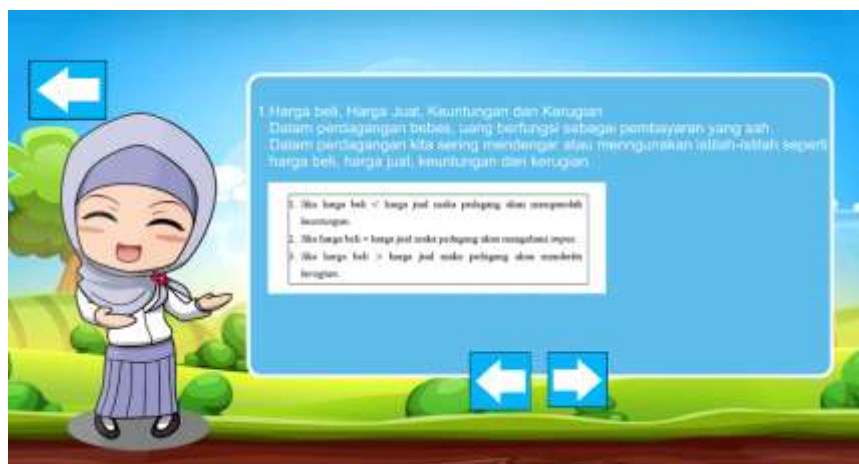 1.Harga beli, Harga Jual, Keuntungan dan Kerugian
Dalam perdagangan bebes, uang berfungsi sebagai pembayaran yang sah.
Dalam perdagangan kita sering mendengar atau menngunakan istilah-istilah seperti
harga beli, harga jual, keuntungan dan kerugian
1. Jika harga beli < harga jual maka pedagang akan memperoleh
keuntungan.
2. Jika harga beli = harga jual maka pedagang akan mengalami impas.
3. Jika harga beli > harga jual maka pedagang akan menderita
kerugian.